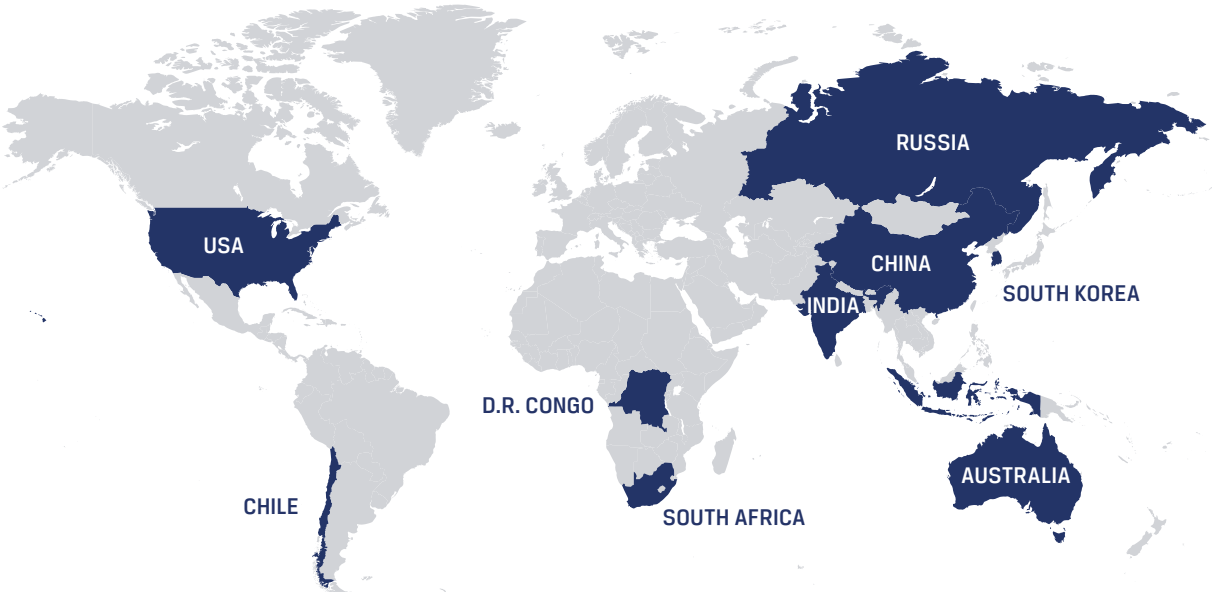 RUSSIA
USA
CHINA
SOUTH KOREA
INDIA
D.R. CONGO
AUSTRALIA
CHILE
SOUTH AFRICA